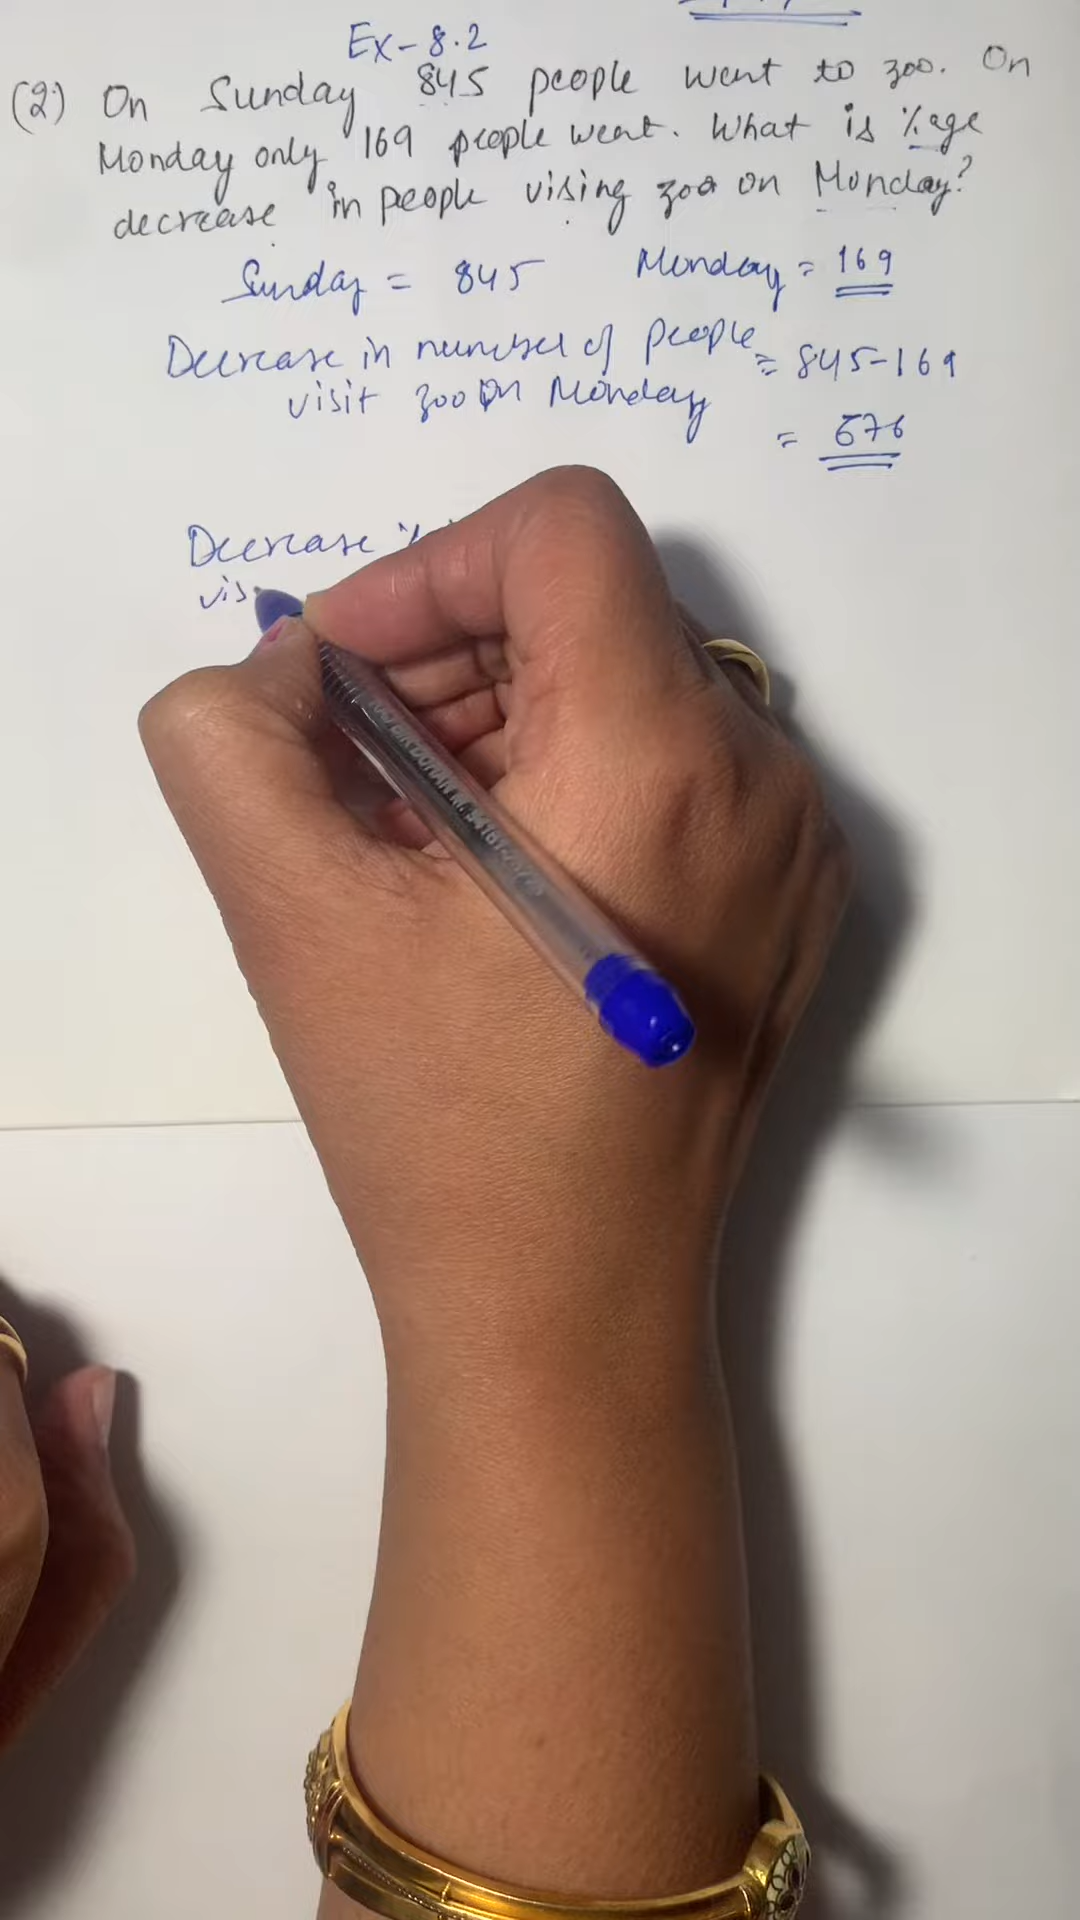 Ex-8.2
(2) On Sunday 845 people went to zoo. On
Monday only 169 people went. What is %age
decrease in people vising zoo on Monday?
Sunday = 845 Monday = 169
Decrease in number of people = 845-169
visit zoo on Monday
= 676
Decrease %
vis